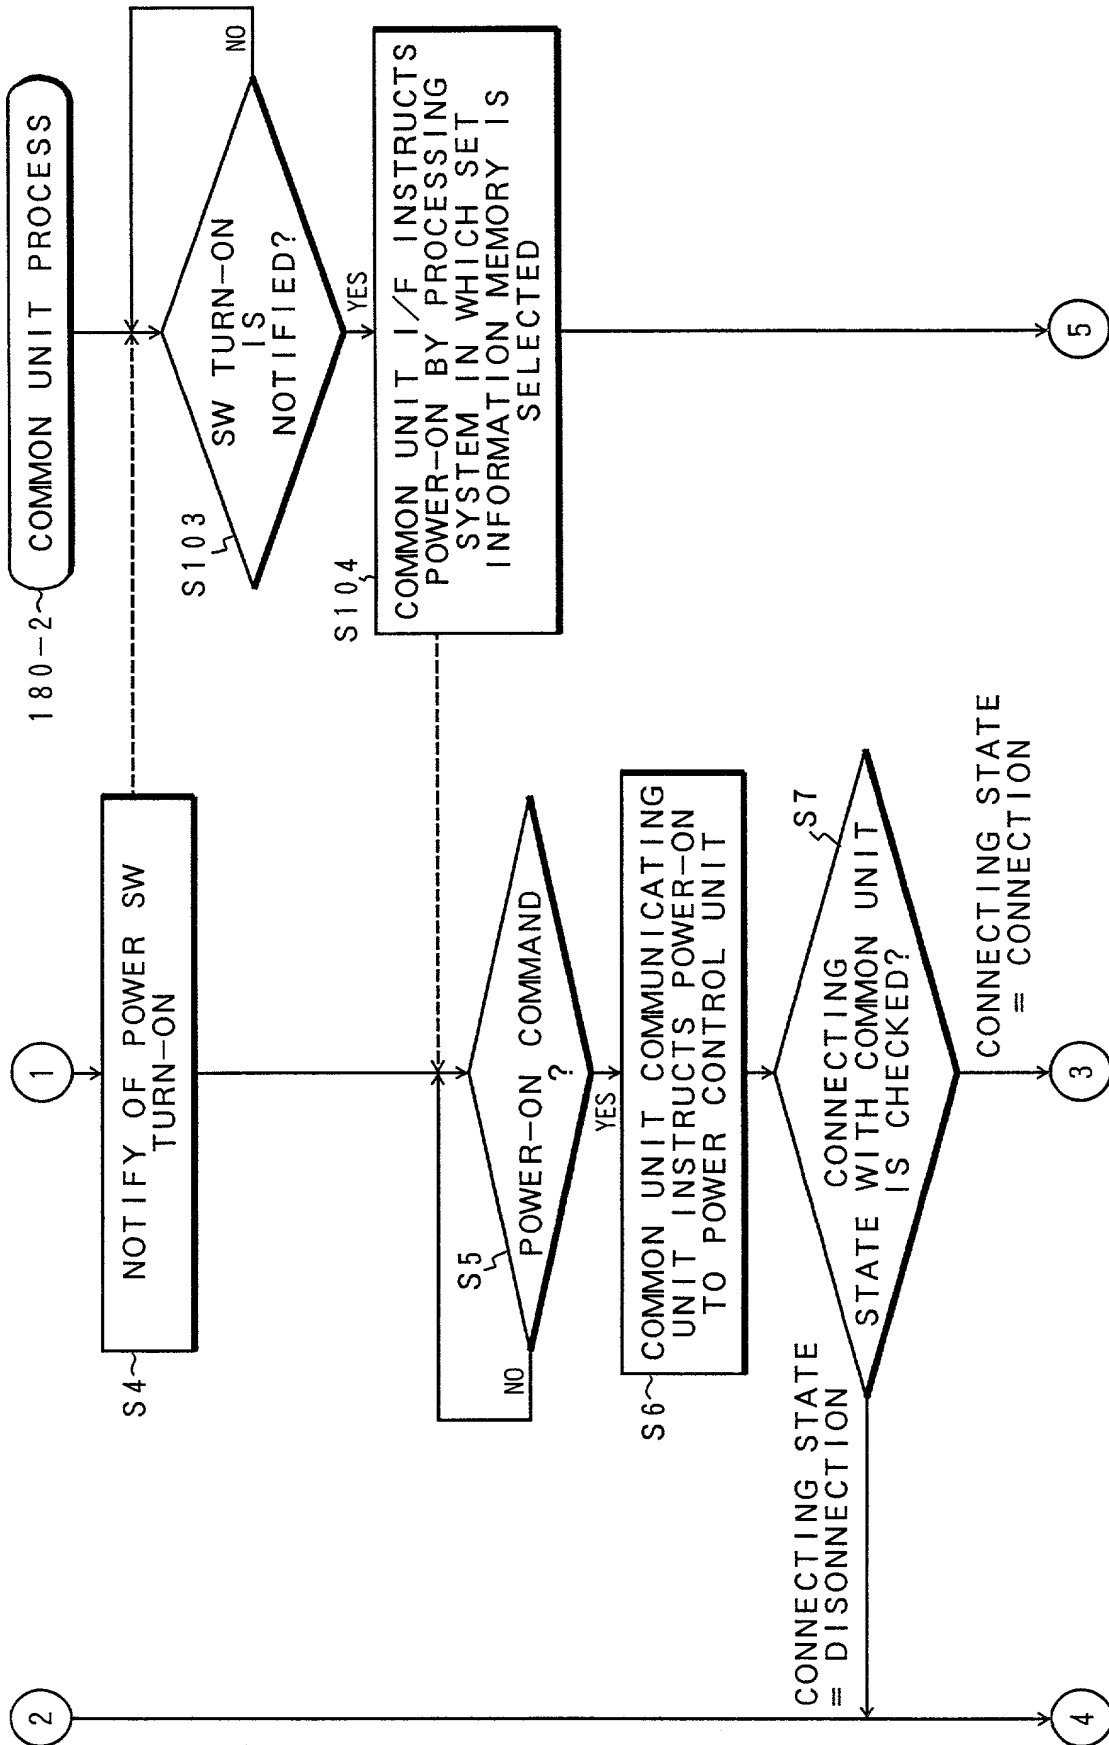 2
1
180-2
COMMON UNIT PROCESS
S4
NOTIFY OF POWER SW
TURN-ON
S103
SW TURN-ON
IS
NOTIFIED?
NO
YES
S104
COMMON UNIT I/F INSTRUCTS
POWER-ON BY PROCESSING
SYSTEM IN WHICH SET
INFORMATION MEMORY IS
SELECTED
S5
POWER-ON COMMAND
?
NO
YES
S6
COMMON UNIT COMMUNICATING
UNIT INSTRUCTS POWER-ON
TO POWER CONTROL UNIT
S7
CONNECTING
STATE WITH COMMON UNIT
IS CHECKED?
CONNECTING STATE
= DISONNECTION
CONNECTING STATE
= CONNECTION
4
3
5